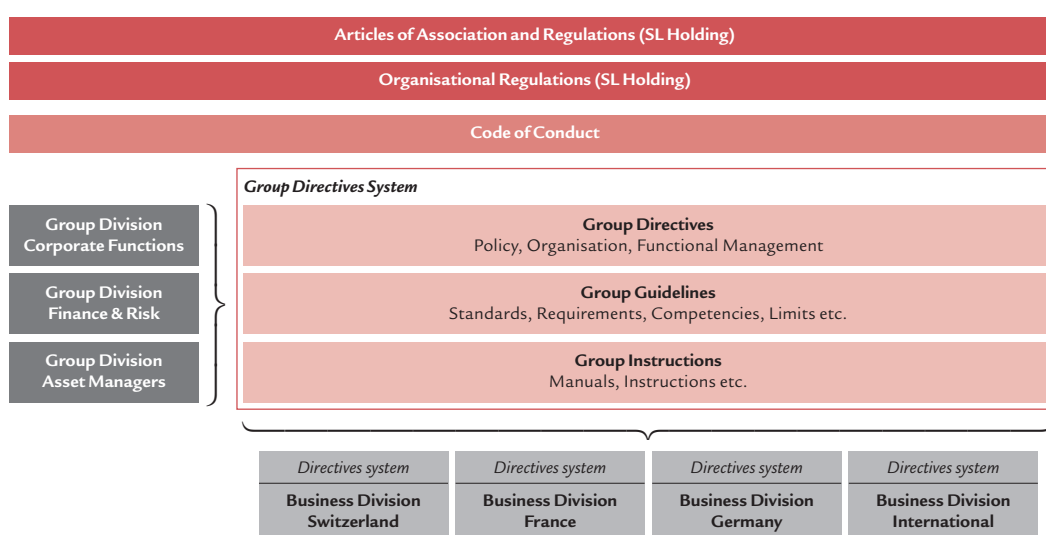 Articles of Association and Regulations (SL Holding)
Organisational Regulations (SL Holding)
Code of Conduct
Group Directives System
Group Division
Corporate Functions
Group Directives
Policy, Organisation, Functional Management
Group Division
Finance & Risk
Group Guidelines
Standards, Requirements, Competencies, Limits etc.
Group Division
Asset Managers
Group Instructions
Manuals, Instructions etc.
Directives system
Business Division
Switzerland
Directives system
Business Division
France
Directives system
Business Division
Germany
Directives system
Business Division
International